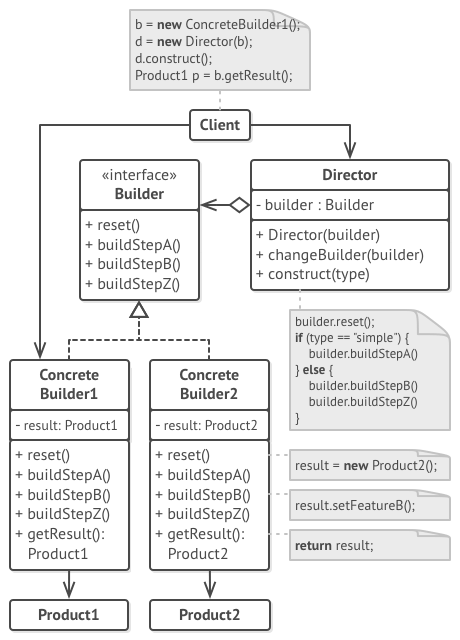 b = new ConcreteBuilder1();
d = new Director(b);
d.construct();
Product1 p = b.getResult();
Client
«interface»
Builder
+ reset()
+ buildStepA()
+ buildStepB()
+ buildStepZ()
Director
- builder : Builder
+ Director(builder)
+ changeBuilder(builder)
+ construct(type)
builder.reset();
if (type == "simple") {
builder.buildStepA()
} else {
builder.buildStepB()
builder.buildStepZ()
}
Concrete
Builder1
- result: Product1
+ reset()
+ buildStepA()
+ buildStepB()
+ buildStepZ()
+ getResult():
Product1
Concrete
Builder2
- result: Product2
+ reset()
+ buildStepA()
+ buildStepB()
+ buildStepZ()
+ getResult():
Product2
result = new Product2();
result.setFeatureB();
return result;
Product1
Product2